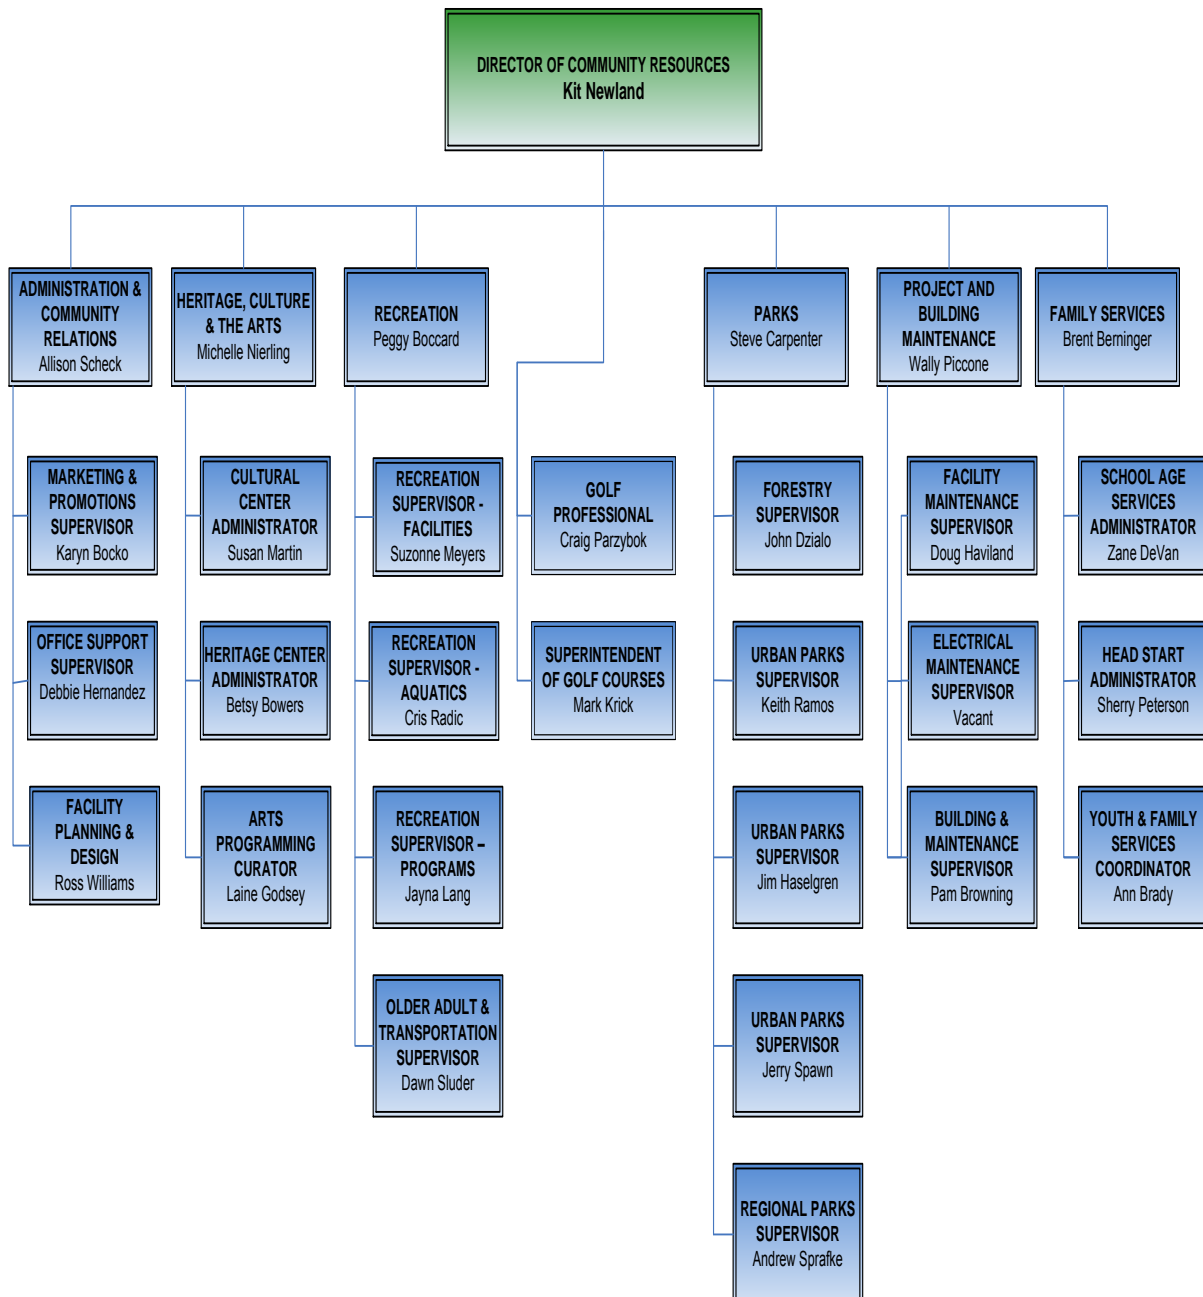 DIRECTOR OF COMMUNITY RESOURCES
Kit Newland
ADMINISTRATION &
COMMUNITY
RELATIONS
Allison Scheck
HERITAGE, CULTURE
& THE ARTS
Michelle Nierling
RECREATION
Peggy Boccard
PARKS
Steve Carpenter
PROJECT AND
BUILDING
MAINTENANCE
Wally Piccone
FAMILY SERVICES
Brent Berninger
MARKETING &
PROMOTIONS
SUPERVISOR
Karyn Bocko
CULTURAL
CENTER
ADMINISTRATOR
Susan Martin
RECREATION
SUPERVISOR -
FACILITIES
Suzonne Meyers
GOLF
PROFESSIONAL
Craig Parzybok
FORESTRY
SUPERVISOR
John Dzialo
FACILITY
MAINTENANCE
SUPERVISOR
Doug Haviland
SCHOOL AGE
SERVICES
ADMINISTRATOR
Zane DeVan
OFFICE SUPPORT
SUPERVISOR
Debbie Hernandez
HERITAGE CENTER
ADMINISTRATOR
Betsy Bowers
RECREATION
SUPERVISOR -
AQUATICS
Cris Radic
SUPERINTENDENT
OF GOLF COURSES
Mark Krick
URBAN PARKS
SUPERVISOR
Keith Ramos
ELECTRICAL
MAINTENANCE
SUPERVISOR
Vacant
HEAD START
ADMINISTRATOR
Sherry Peterson
FACILITY
PLANNING &
DESIGN
Ross Williams
ARTS
PROGRAMMING
CURATOR
Laine Godsey
RECREATION
SUPERVISOR –
PROGRAMS
Jayna Lang
URBAN PARKS
SUPERVISOR
Jim Haselgren
BUILDING &
MAINTENANCE
SUPERVISOR
Pam Browning
YOUTH & FAMILY
SERVICES
COORDINATOR
Ann Brady
OLDER ADULT &
TRANSPORTATION
SUPERVISOR
Dawn Sluder
URBAN PARKS
SUPERVISOR
Jerry Spawn
REGIONAL PARKS
SUPERVISOR
Andrew Sprafke